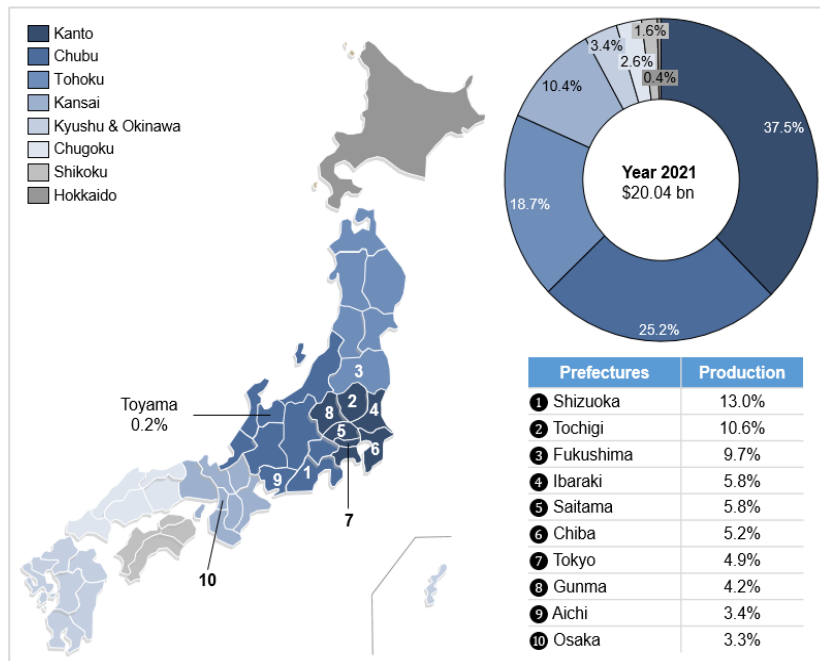 Kanto
Chubu
Tohoku
Kansai
Kyushu & Okinawa
Chugoku
Shikoku
Hokkaido
1.6%
3.4%
2.6%
0.4%
10.4%
37.5%
18.7%
25.2%
Year 2021
$20.04 bn
Toyama
0.2%
3
2
8
4
5
6
1
9
7
10
Prefectures Production
1 Shizuoka 13.0%
2 Tochigi 10.6%
3 Fukushima 9.7%
4 Ibaraki 5.8%
5 Saitama 5.8%
6 Chiba 5.2%
7 Tokyo 4.9%
8 Gunma 4.2%
9 Aichi 3.4%
10 Osaka 3.3%